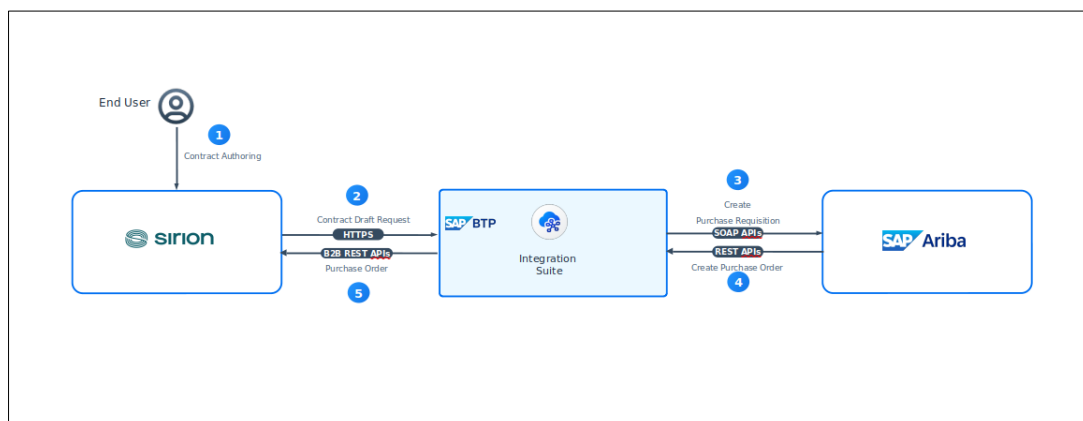 End User
1
Contract Authoring
sirion
2
Contract Draft Request
HTTPS
B2B REST APIs
Purchase Order
5
SAP BTP
Integration
Suite
3
Create
Purchase Requisition
SOAP APIs
REST APIs
Create Purchase Order
4
SAP Ariba